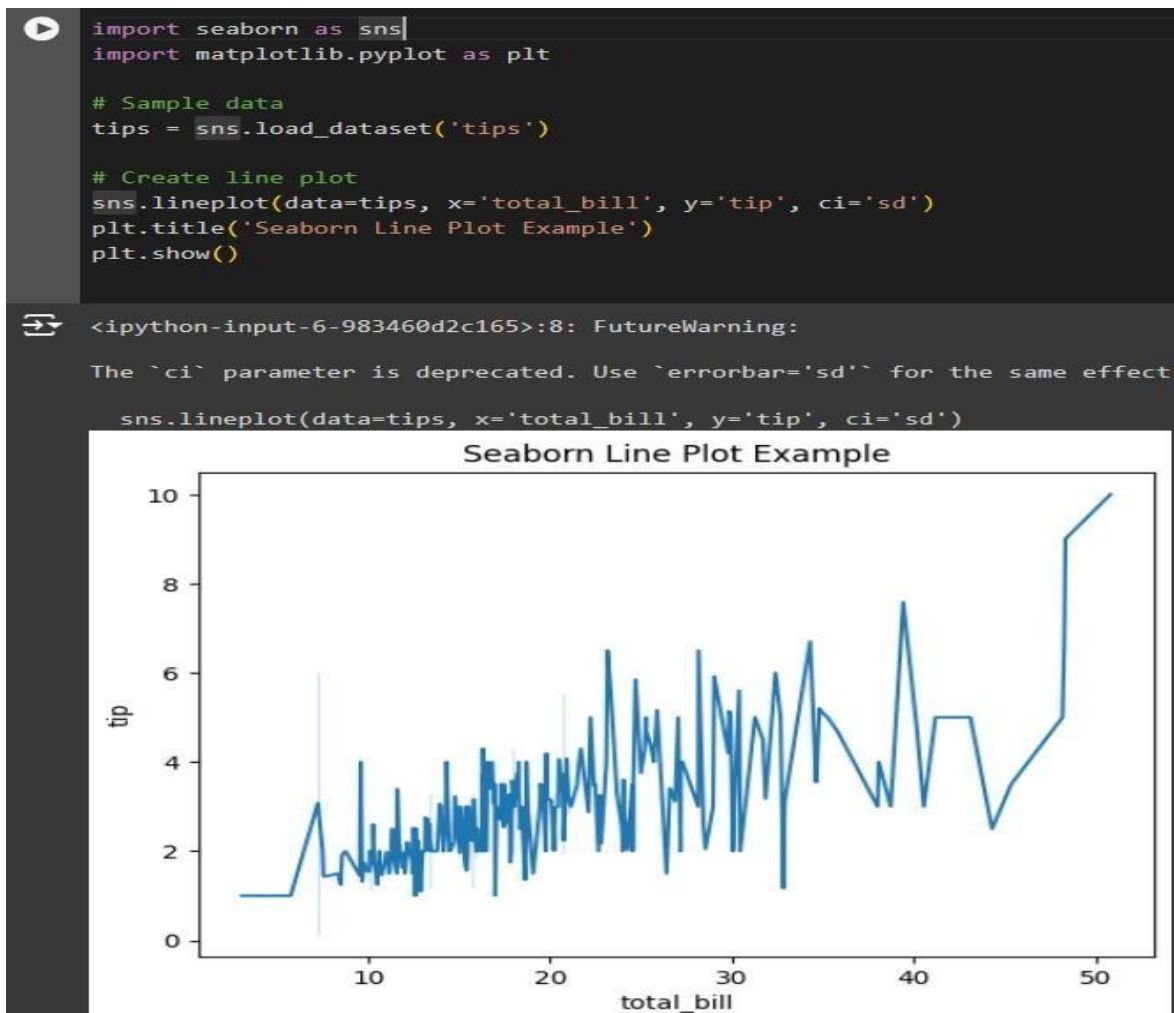 import seaborn as sns
import matplotlib.pyplot as plt
# Sample data
tips = sns.load_dataset('tips')
# Create line plot
sns.lineplot(data=tips, x='total_bill', y='tip', ci='sd')
plt.title('Seaborn Line Plot Example')
plt.show()
<ipython-input-6-983460d2c165>:8: FutureWarning:
The `ci` parameter is deprecated. Use `errorbar='sd'` for the same effect
sns.lineplot(data=tips, x='total_bill', y='tip', ci='sd')
Seaborn Line Plot Example
10
8
6
tip
4
2
0
10 20 30 40 50
total_bill